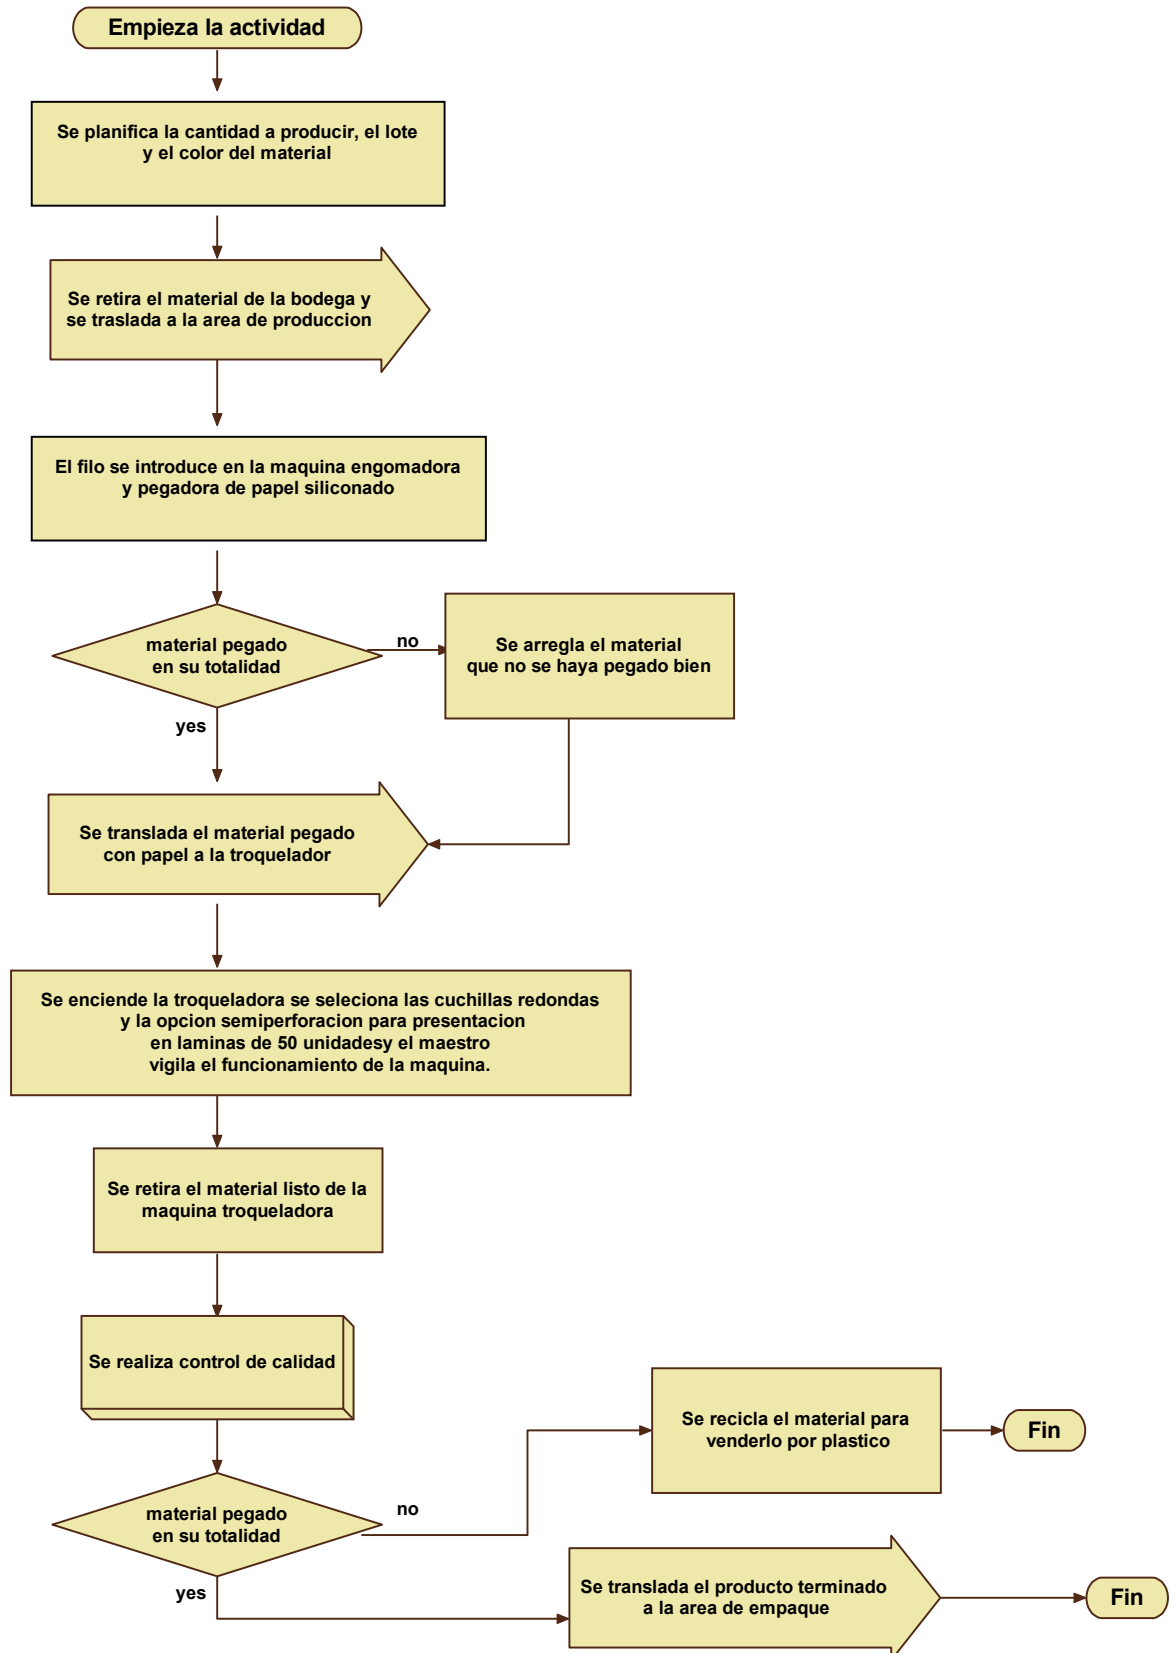 Empieza la actividad
Se planifica la cantidad a producir, el lote
y el color del material
Se retira el material de la bodega y
se traslada a la area de produccion
El filo se introduce en la maquina engomadora
y pegadora de papel siliconado
material pegado
en su totalidad
no
Se arregla el material
que no se haya pegado bien
yes
Se translada el material pegado
con papel a la troquelador
Se enciende la troqueladora se selecciona las cuchillas redondas
y la opcion semiperforacion para presentacion
en laminas de 50 unidadesy el maestro
vigila el funcionamiento de la maquina.
Se retira el material listo de la
maquina troqueladora
Se realiza control de calidad
material pegado
en su totalidad
no
Se recicla el material para
venderlo por plastico
Fin
yes
Se translada el producto terminado
a la area de empaque
Fin